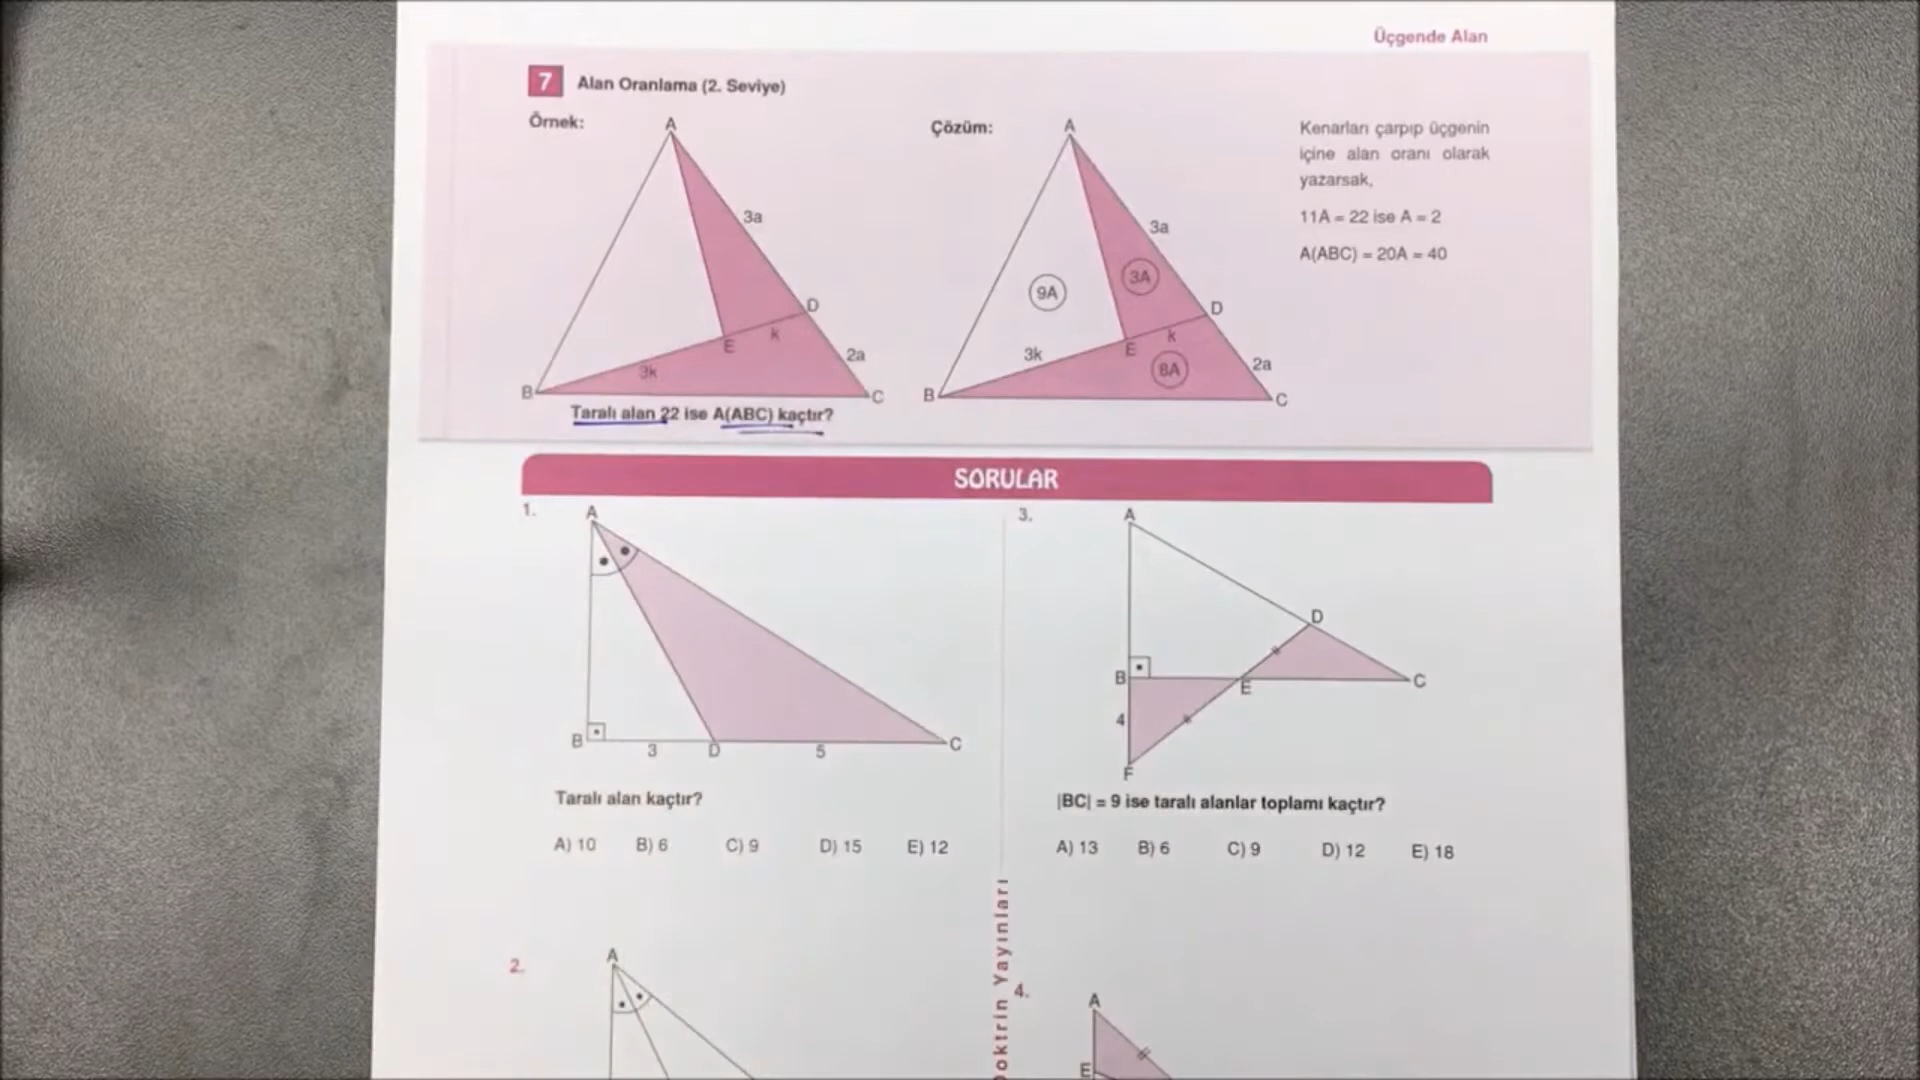 Üçgende Alan
7 Alan Oranlama (2. Seviye)
Örnek:
A
3a
D
E
k
2a
3k
B
C
Taralı alan 22 ise A(ABC) kaçtır?
Çözüm:
A
3a
9A
3A
D
k
3k
E
8A
2a
B
C
Kenarları çarpıp üçgenin
içine alan oranı olarak
yazarsak,
11A = 22 ise A = 2
A(ABC) = 20A = 40
SORULAR
1.
A
B
3
D
5
C
Taralı alan kaçtır?
A) 10 B) 6 C) 9 D) 15 E) 12
2.
A
3.
A
D
B
E
C
4
F
|BC| = 9 ise taralı alanlar toplamı kaçtır?
A) 13 B) 6 C) 9 D) 12 E) 18
4.
A
E
oktrin Yayınları